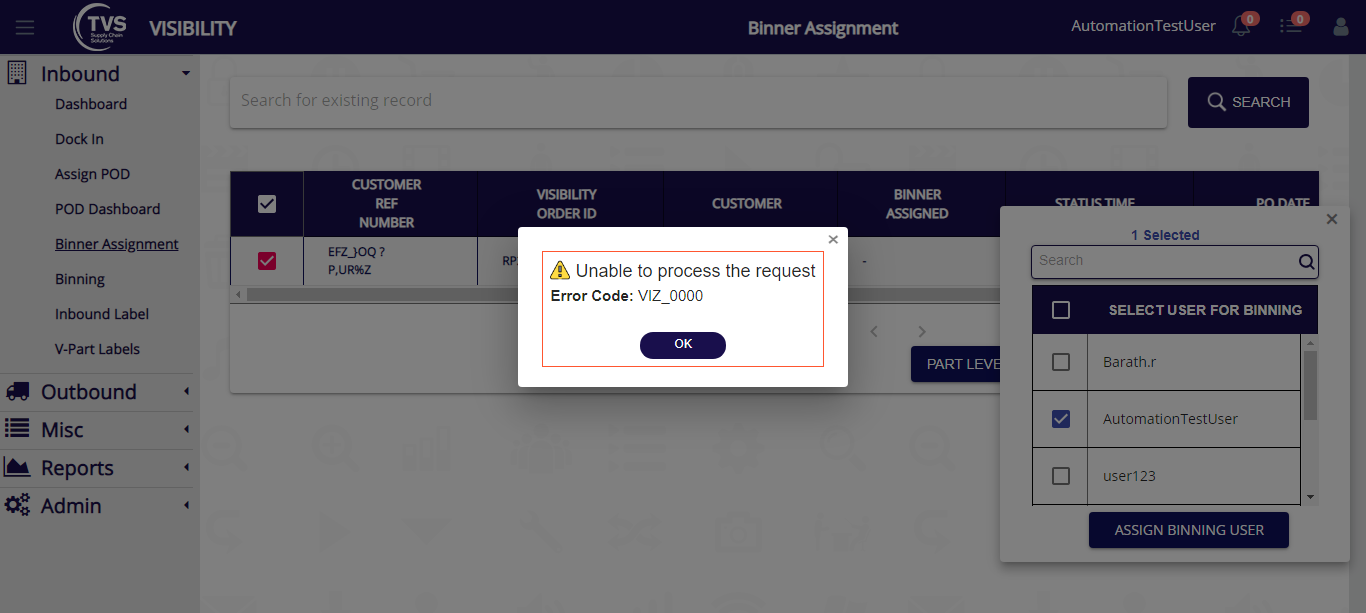 TVS
Supply Chain
Solutions
VISIBILITY
Binner Assignment
AutomationTestUser
0
0
Inbound
Dashboard
Dock In
Assign POD
POD Dashboard
Binner Assignment
Binning
Inbound Label
V-Part Labels
Outbound
Misc
Reports
Admin
Search for existing record
SEARCH
CUSTOMER
REF
NUMBER
VISIBILITY
ORDER ID
CUSTOMER
BINNER
ASSIGNED
STATUS TIME
PO DATE
EFZ_}OQ ?
P,UR%Z
-
PART LEVE
×
Unable to process the request
Error Code: VIZ_0000
OK
×
1 Selected
Search
SELECT USER FOR BINNING
Barath.r
AutomationTestUser
user123
ASSIGN BINNING USER